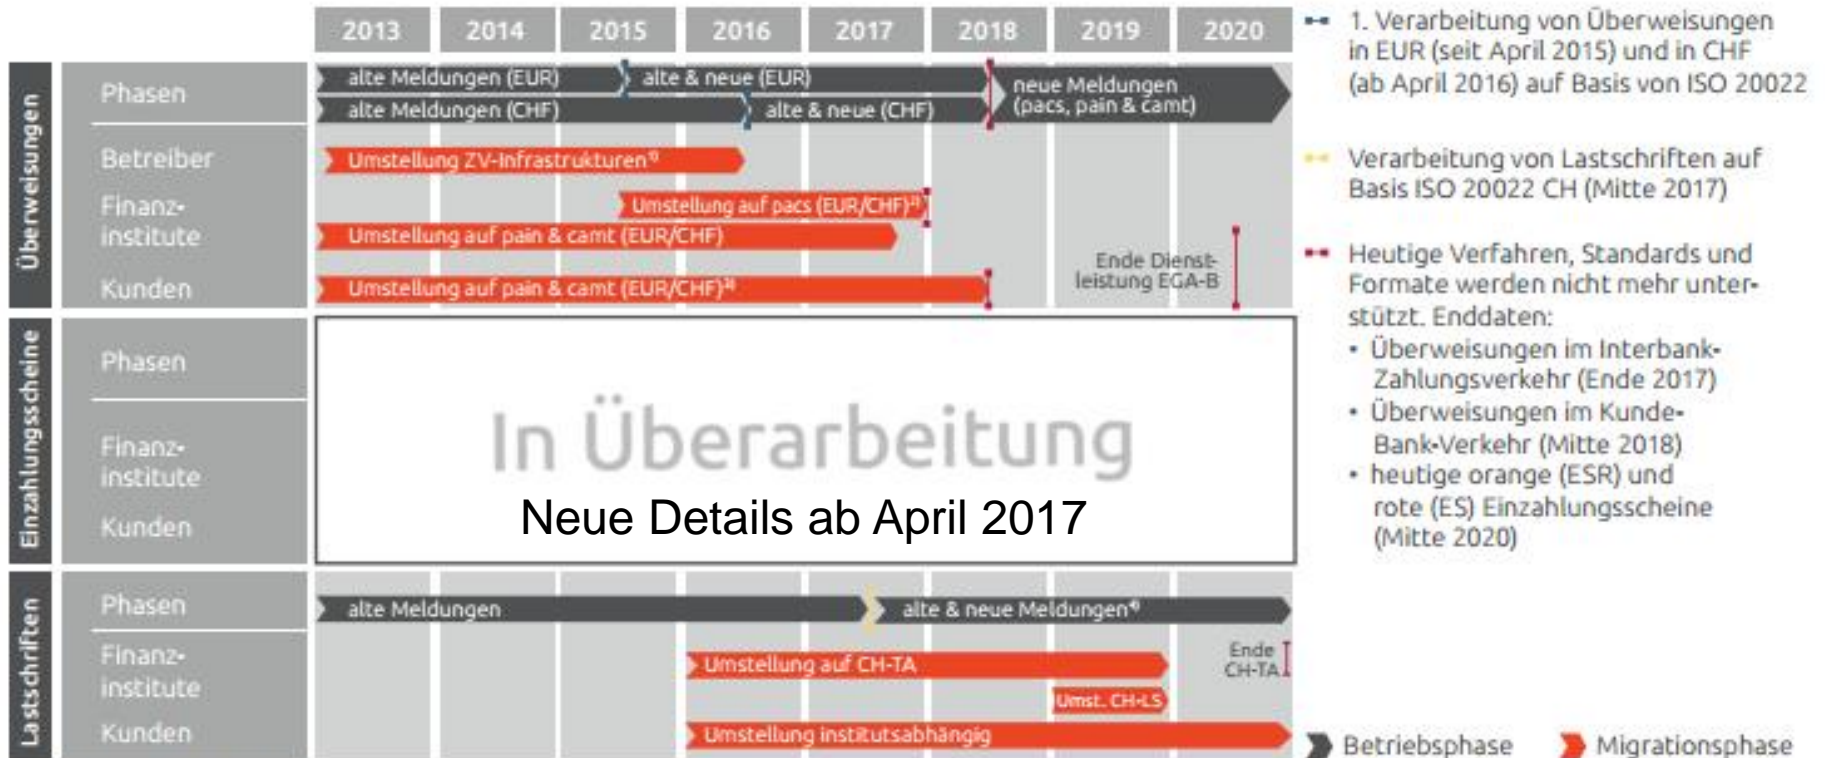 2013 2014 2015 2016 2017 2018 2019 2020
Überweisungen
Phasen
alte Meldungen (EUR)
alte & neue (EUR)
alte Meldungen (CHF)
alte & neue (CHF)
neue Meldungen
(pacs, pain & camt)
Betreiber
Umstellung ZV-Infrastrukturen¹⁾
Finanz-
institute
Umstellung auf pacs (EUR/CHF)²⁾
Umstellung auf pain & camt (EUR/CHF)
Ende Dienst-
leistung EGA-B
Kunden
Umstellung auf pain & camt (EUR/CHF)³⁾
Einzahlungsscheine
Phasen
Finanz-
institute
Kunden
In Überarbeitung
Neue Details ab April 2017
Lastschriften
Phasen
alte Meldungen
alte & neue Meldungen⁴⁾
Finanz-
institute
Umstellung auf CH-TA
Ende
CH-TA
Umst. CH-LS
Kunden
Umstellung institutsabhängig
1. Verarbeitung von Überweisungen
in EUR (seit April 2015) und in CHF
(ab April 2016) auf Basis von ISO 20022
Verarbeitung von Lastschriften auf
Basis ISO 20022 CH (Mitte 2017)
Heutige Verfahren, Standards und
Formate werden nicht mehr unter-
stützt. Enddaten:
• Überweisungen im Interbank-
Zahlungsverkehr (Ende 2017)
• Überweisungen im Kunde-
Bank-Verkehr (Mitte 2018)
• heutige orange (ESR) und
rote (ES) Einzahlungsscheine
(Mitte 2020)
Betriebsphase
Migrationsphase